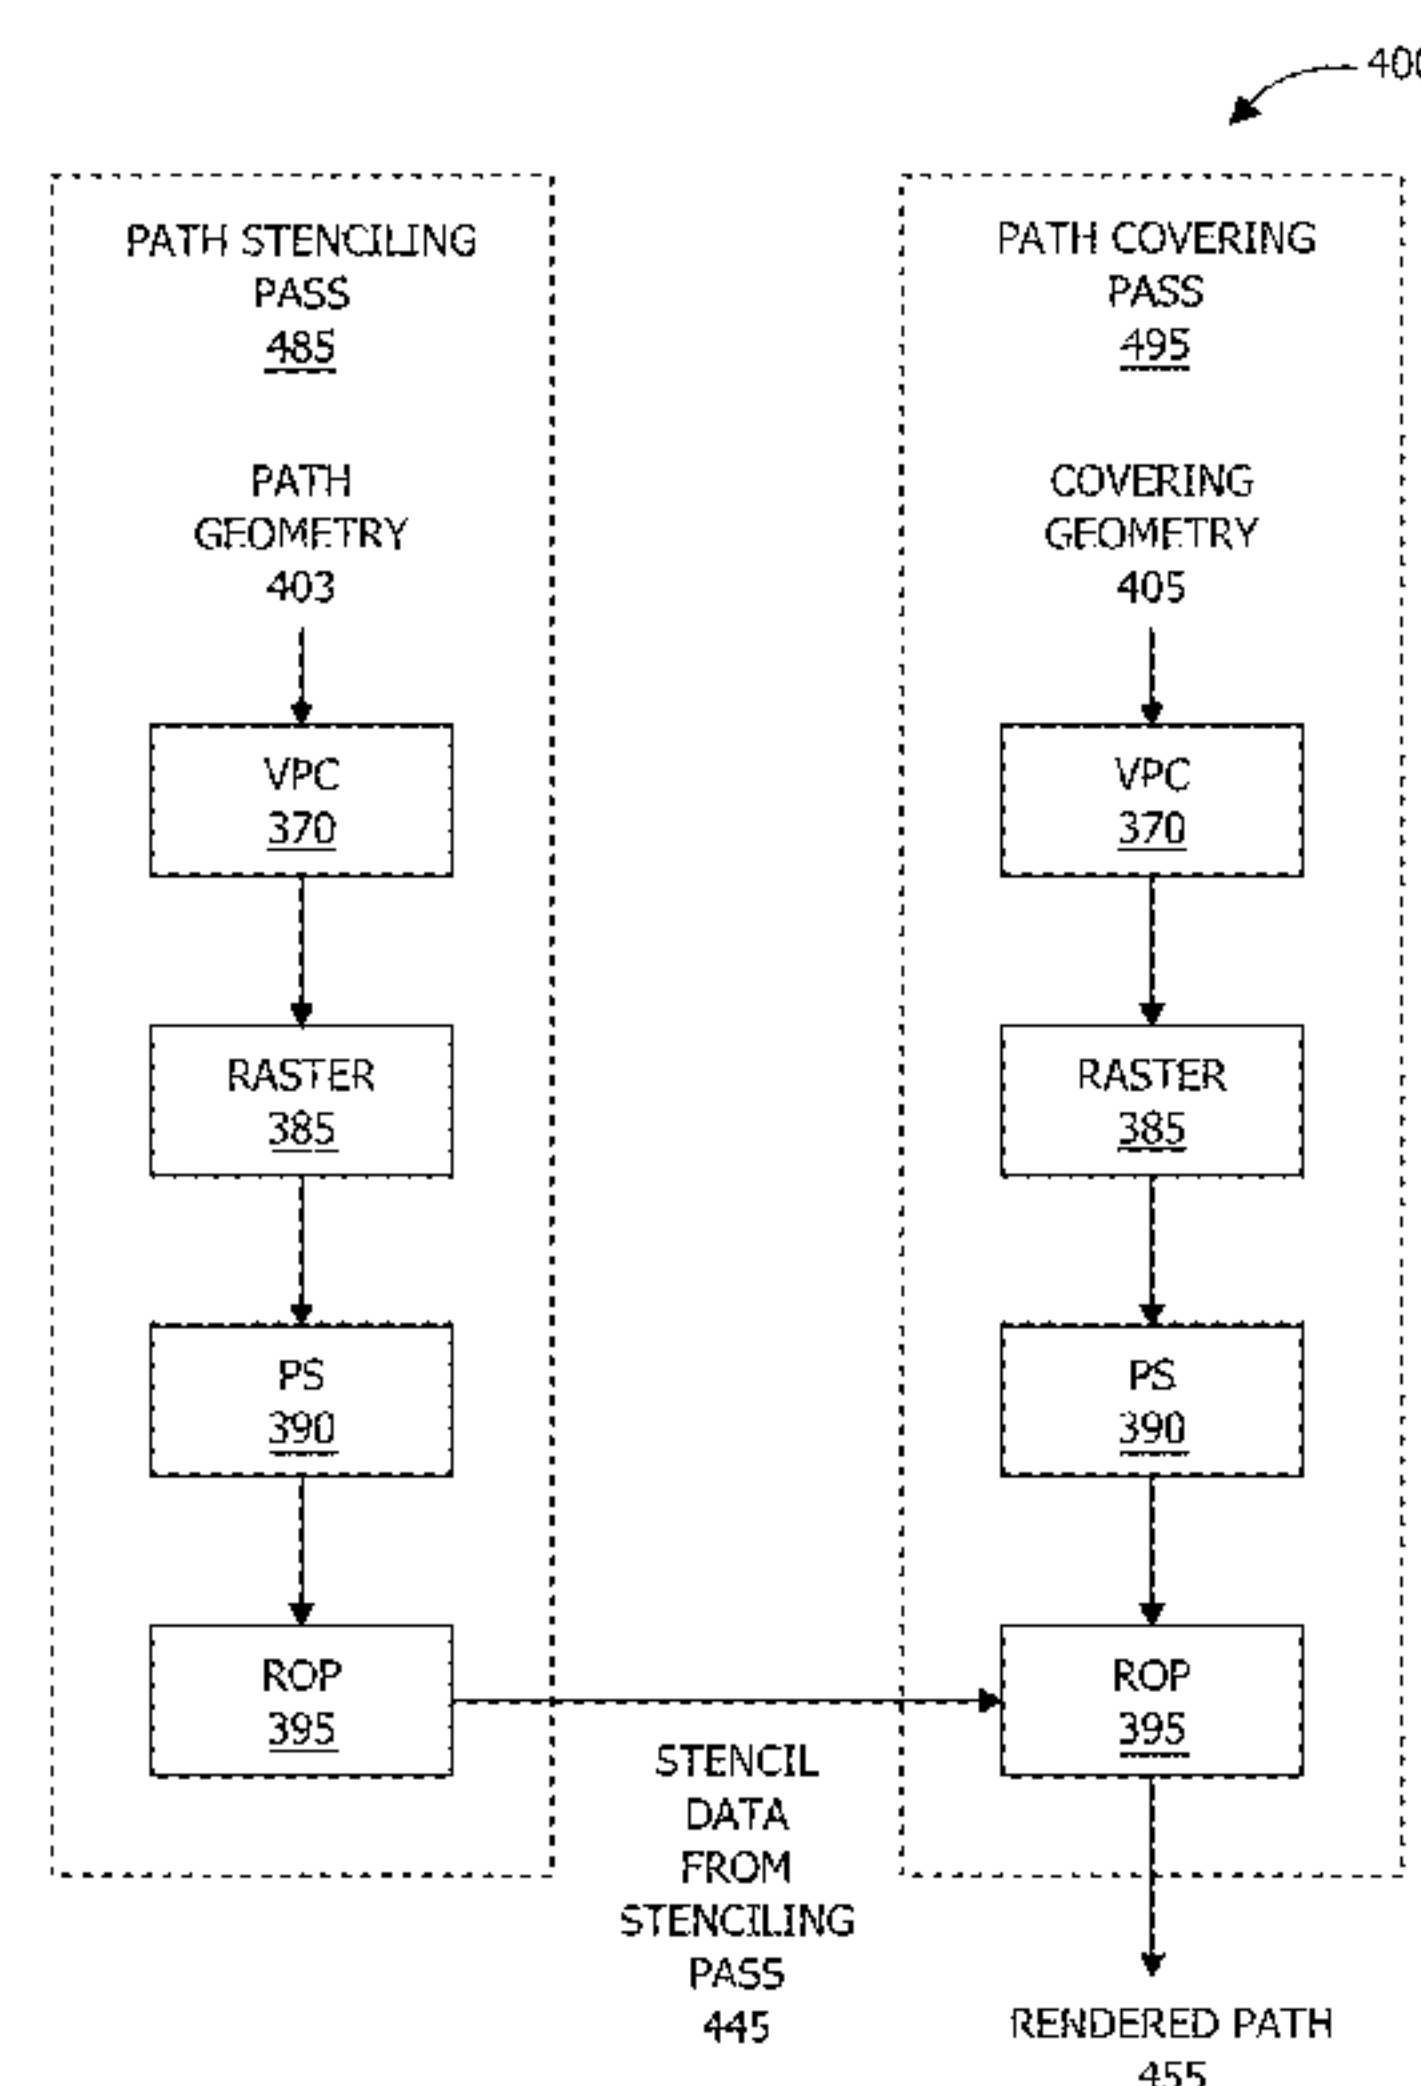 400
PATH STENCILING
PASS
485
PATH
GEOMETRY
403
VPC
370
RASTER
385
PS
390
ROP
395
STENCIL
DATA
FROM
STENCILING
PASS
445
PATH COVERING
PASS
495
COVERING
GEOMETRY
405
VPC
370
RASTER
385
PS
390
ROP
395
RENDERED PATH
455